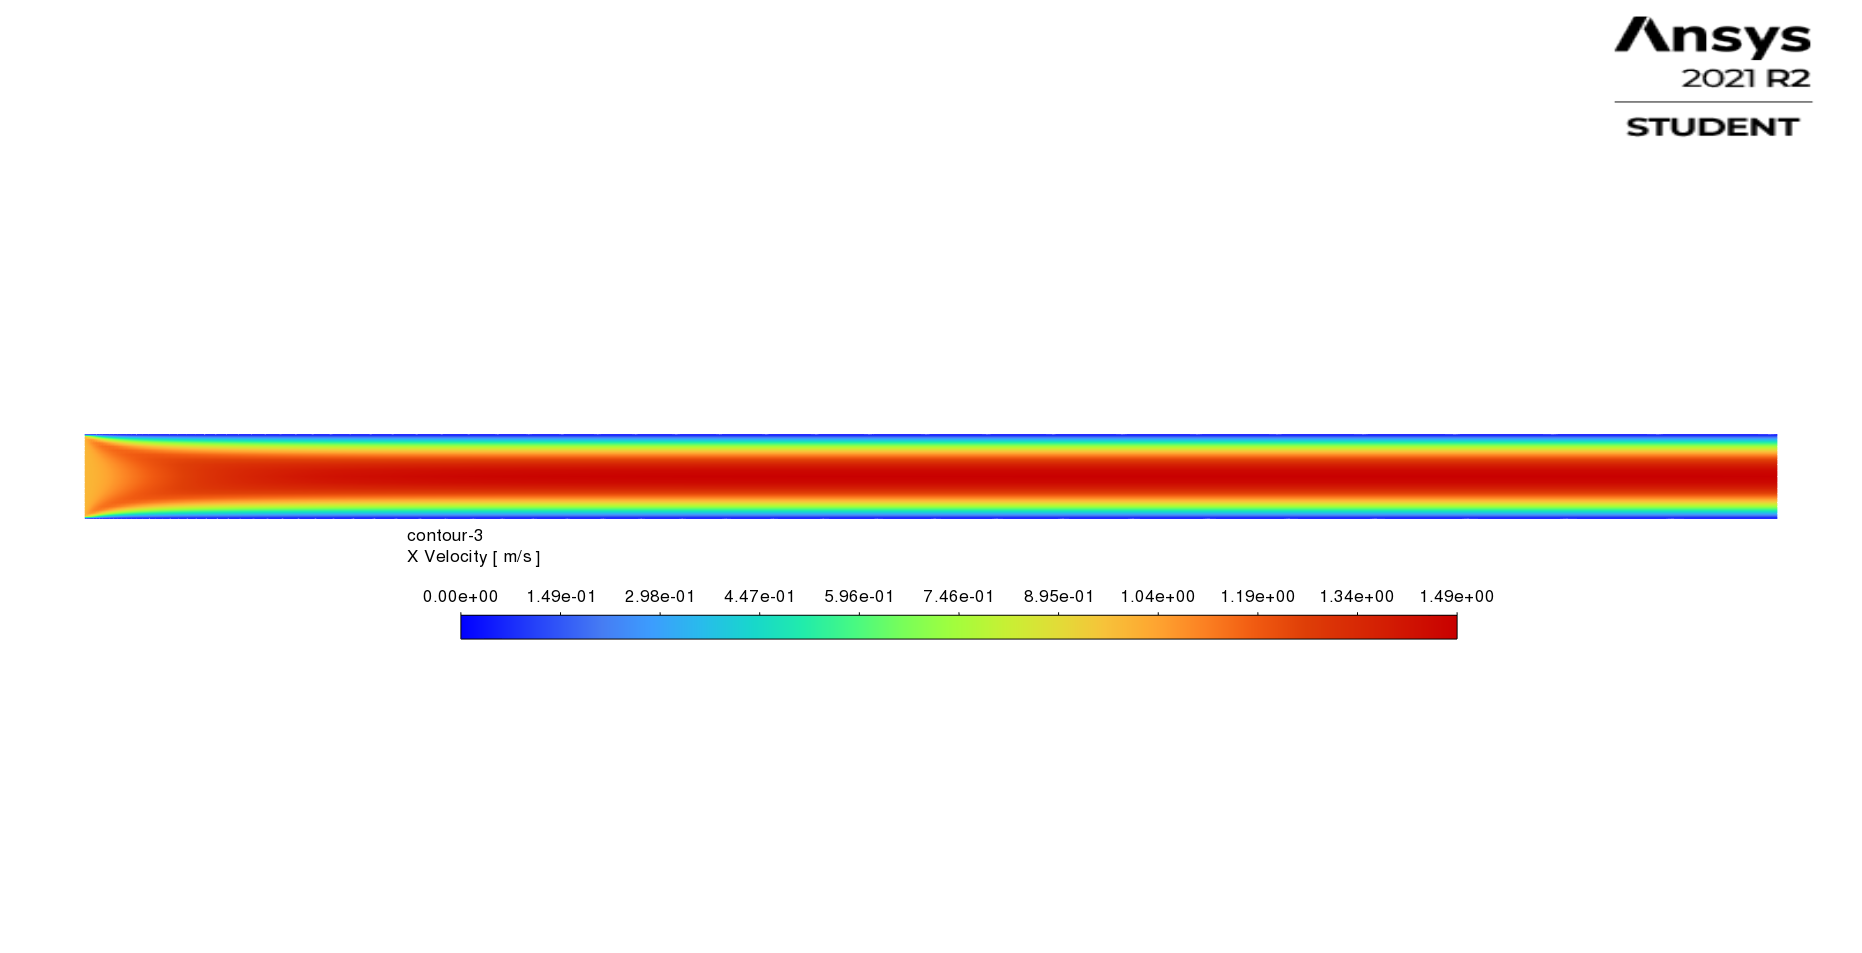 Ansys
2021 R2
STUDENT
contour-3
X Velocity [ m/s ]
0.00e+00 1.49e-01 2.98e-01 4.47e-01 5.96e-01 7.46e-01 8.95e-01 1.04e+00 1.19e+00 1.34e+00 1.49e+00